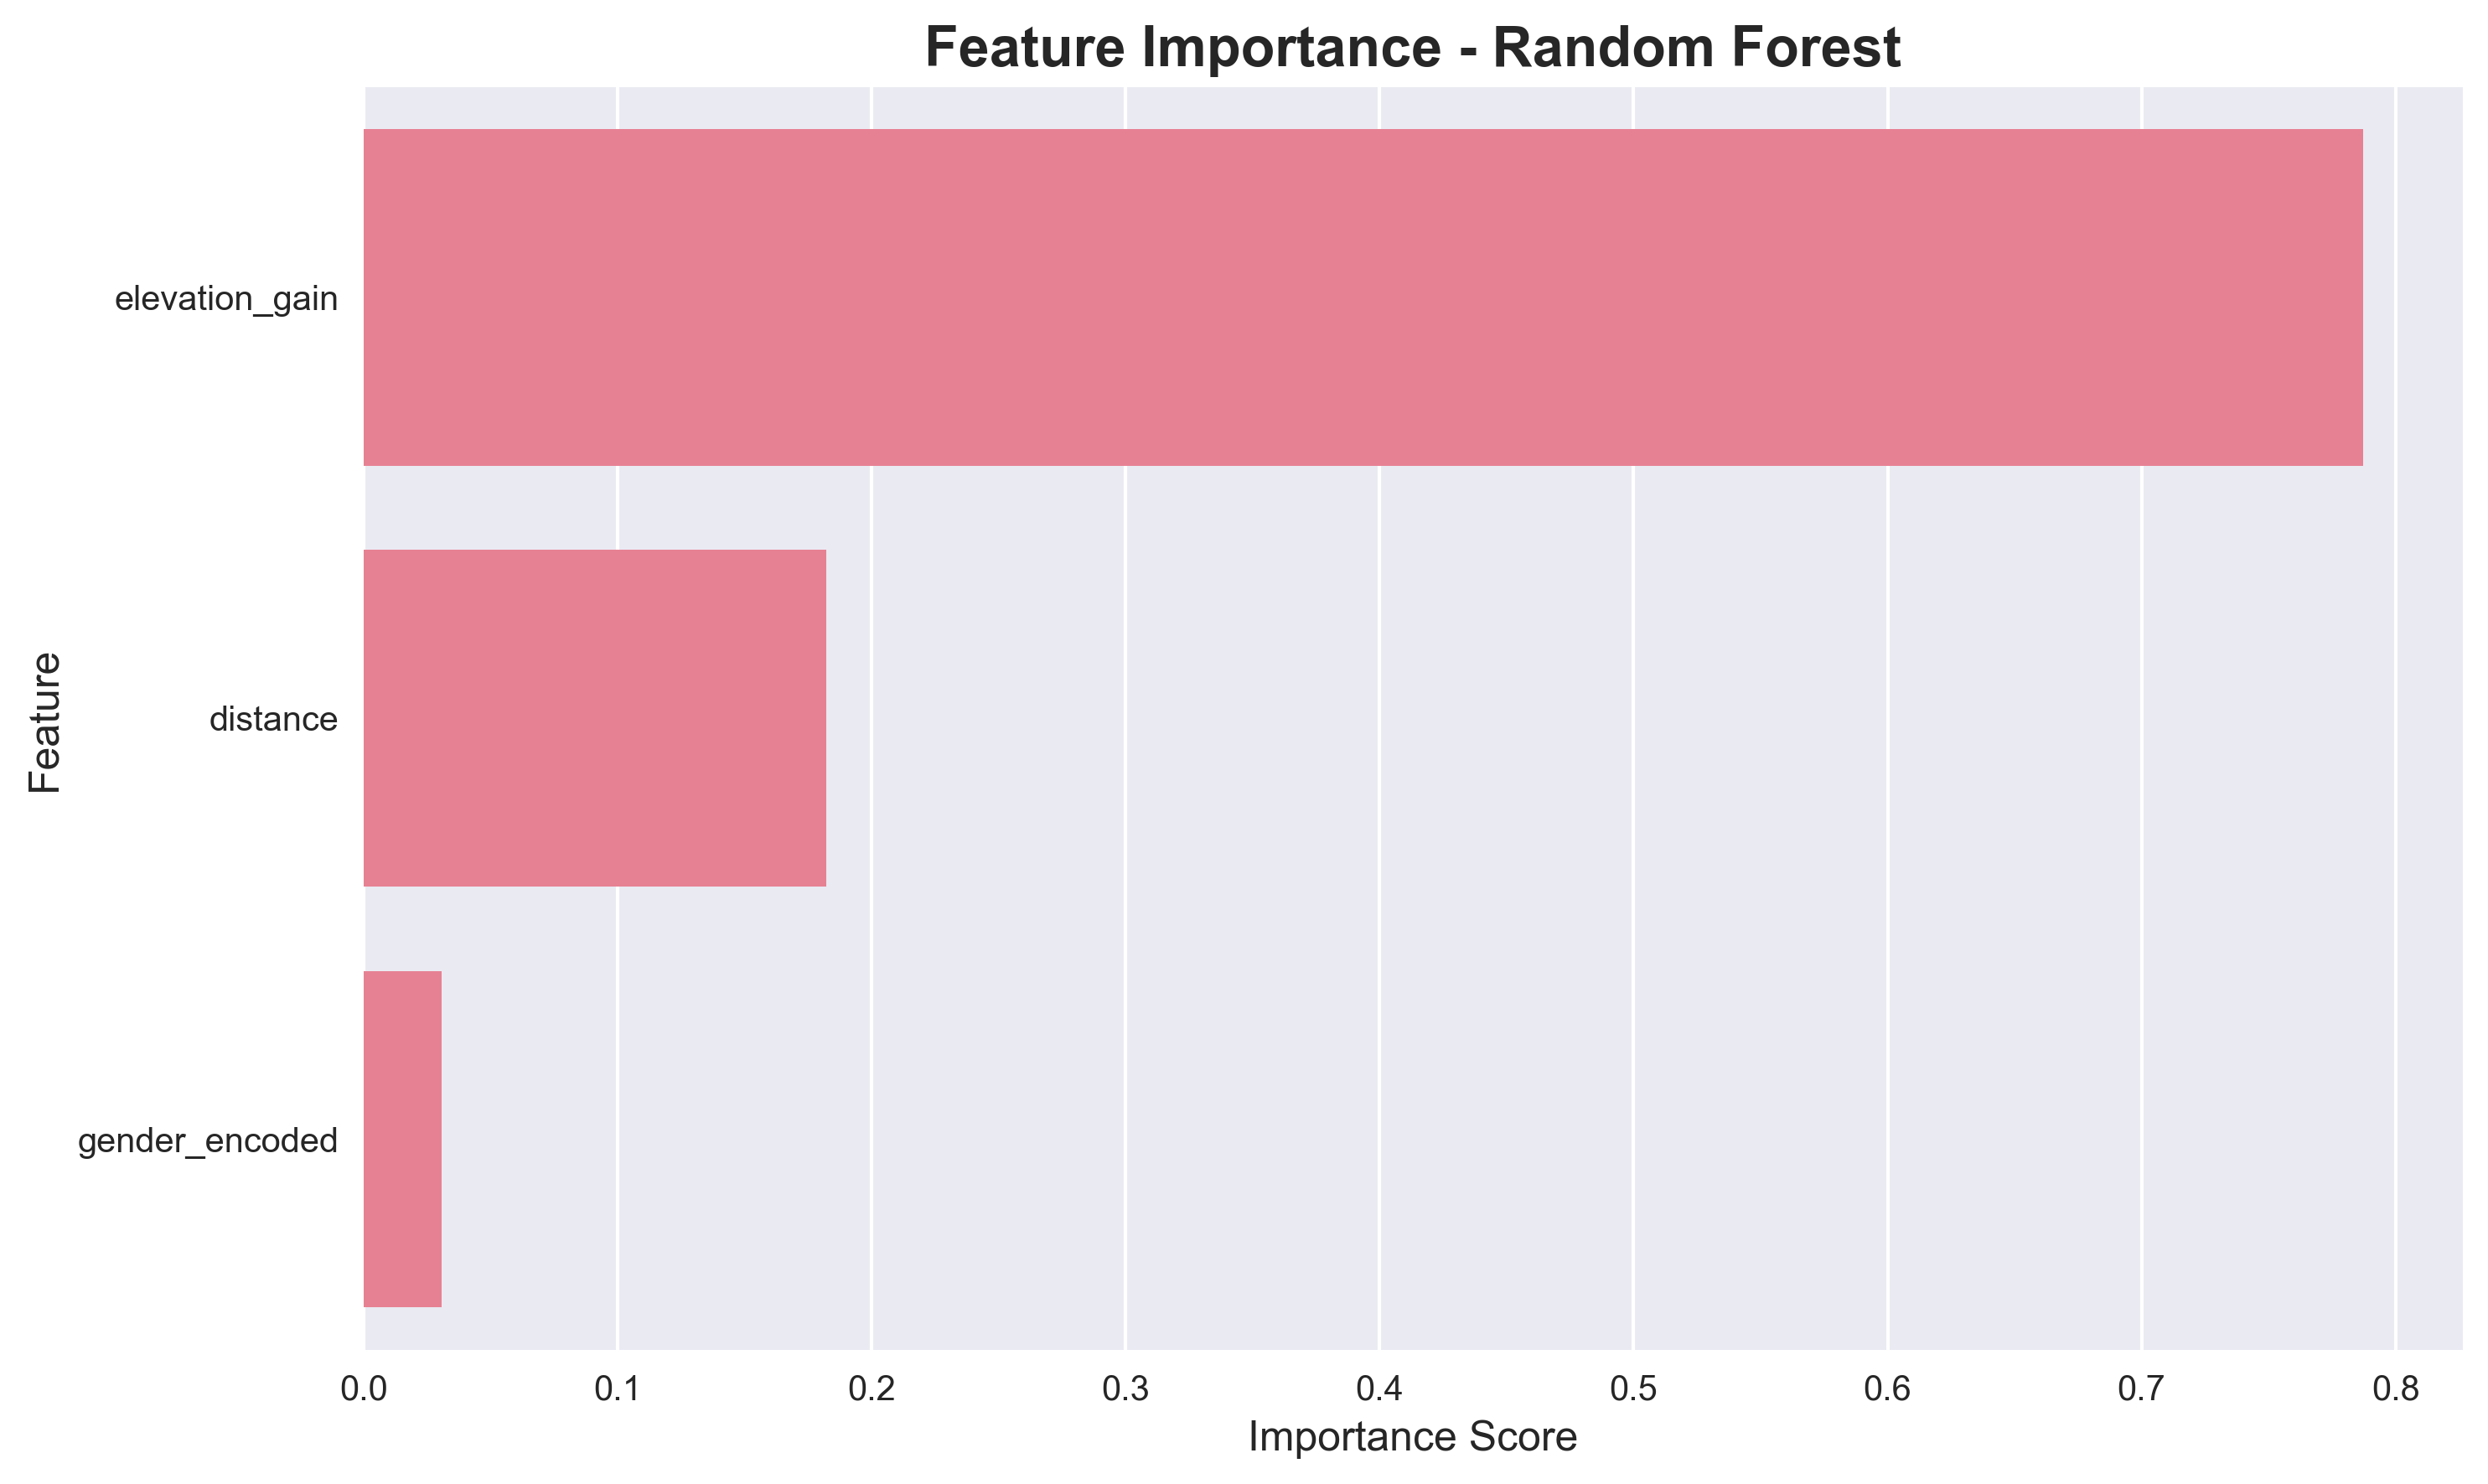 Feature Importance - Random Forest
elevation_gain
distance
gender_encoded
Feature
0.0 0.1 0.2 0.3 0.4 0.5 0.6 0.7 0.8
Importance Score